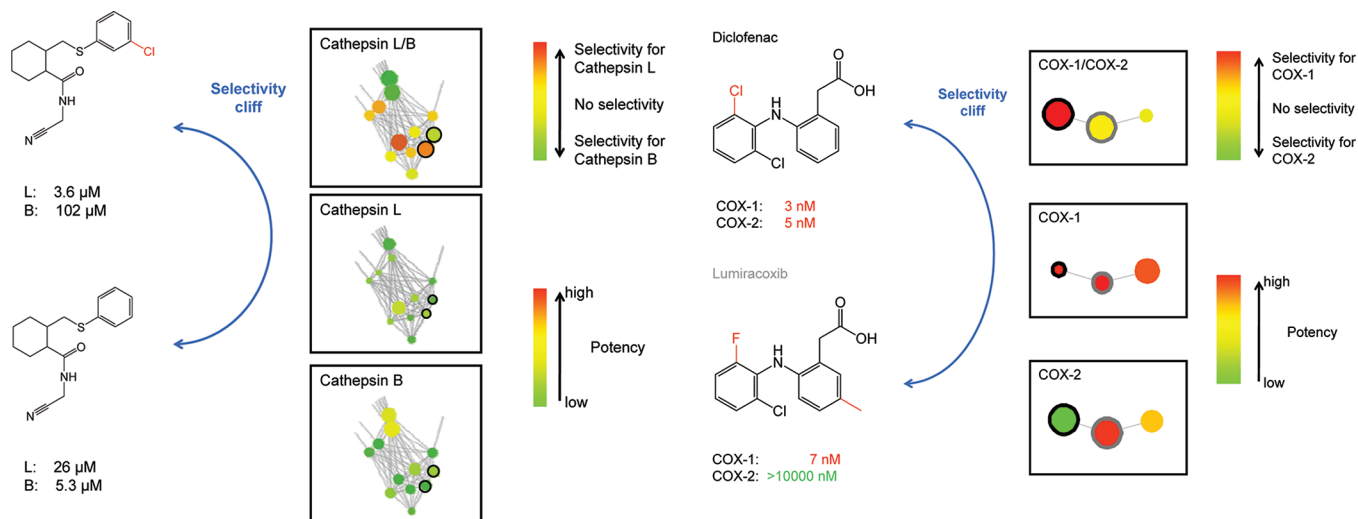 Cl
S
O
NH
N
L: 3.6 µM
B: 102 µM
Selectivity
cliff
S
O
NH
N
L: 26 µM
B: 5.3 µM
Cathepsin L/B
Selectivity for
Cathepsin L
No selectivity
Selectivity for
Cathepsin B
Cathepsin L
high
Potency
low
Cathepsin B
Diclofenac
O
OH
Cl
H
N
Cl
COX-1: 3 nM
COX-2: 5 nM
Selectivity
cliff
Lumiracoxib
O
OH
F
H
N
Cl
COX-1: 7 nM
COX-2: >10000 nM
COX-1/COX-2
Selectivity for
COX-1
No selectivity
Selectivity for
COX-2
COX-1
high
Potency
low
COX-2